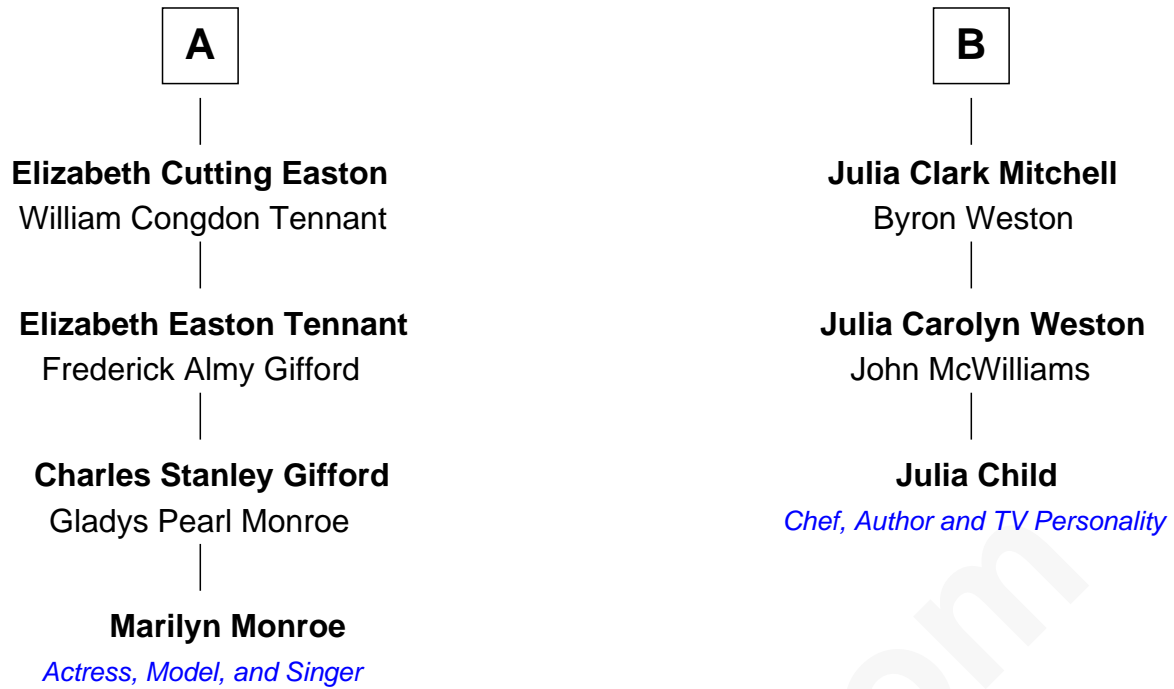 A
Elizabeth Cutting Easton
William Congdon Tennant
Elizabeth Easton Tennant
Frederick Almy Gifford
Charles Stanley Gifford
Gladys Pearl Monroe
Marilyn Monroe
Actress, Model, and Singer
B
Julia Clark Mitchell
Byron Weston
Julia Carolyn Weston
John McWilliams
Julia Child
Chef, Author and TV Personality
om